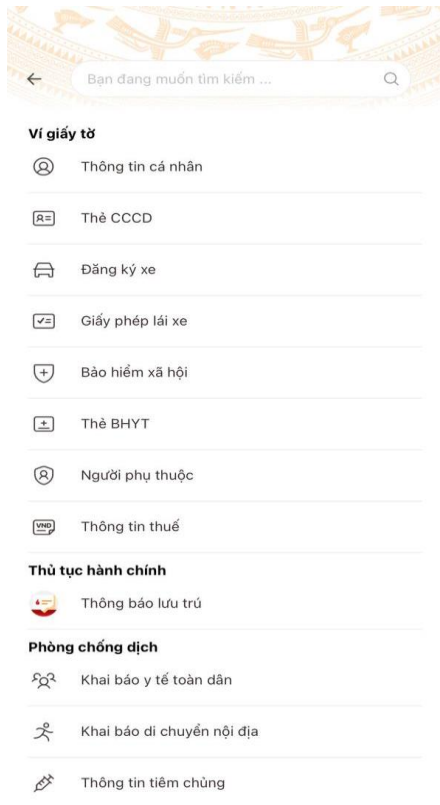 Bạn đang muốn tìm kiếm ...
Ví giấy tờ
Thông tin cá nhân
Thẻ CCCD
Đăng ký xe
Giấy phép lái xe
Bảo hiểm xã hội
Thẻ BHYT
Người phụ thuộc
VND
Thông tin thuế
Thủ tục hành chính
Thông báo lưu trú
Phòng chống dịch
Khai báo y tế toàn dân
Khai báo di chuyển nội địa
Thông tin tiêm chủng